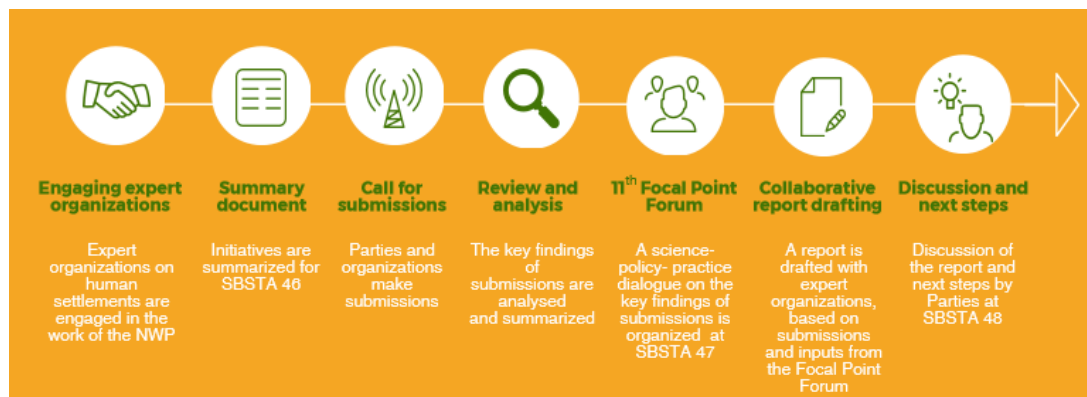 Engaging expert
organizations
Expert
organizations on
human
settlements are
engaged in the
work of the NWP
Summary
document
Initiatives are
summarized for
SBSTA 46
Call for
submissions
Parties and
organizations
make
submissions
Review and
analysis
The key findings
of
submissions are
analysed
and summarized
11th Focal Point
Forum
A science-
policy- practice
dialogue on the
key findings of
submissions is
organized at
SBSTA 47
Collaborative
report drafting
A report is
drafted with
expert
organizations,
based on
submissions
and inputs from
the Focal Point
Forum
Discussion and
next steps
Discussion of
the report and
next steps by
Parties at
SBSTA 48